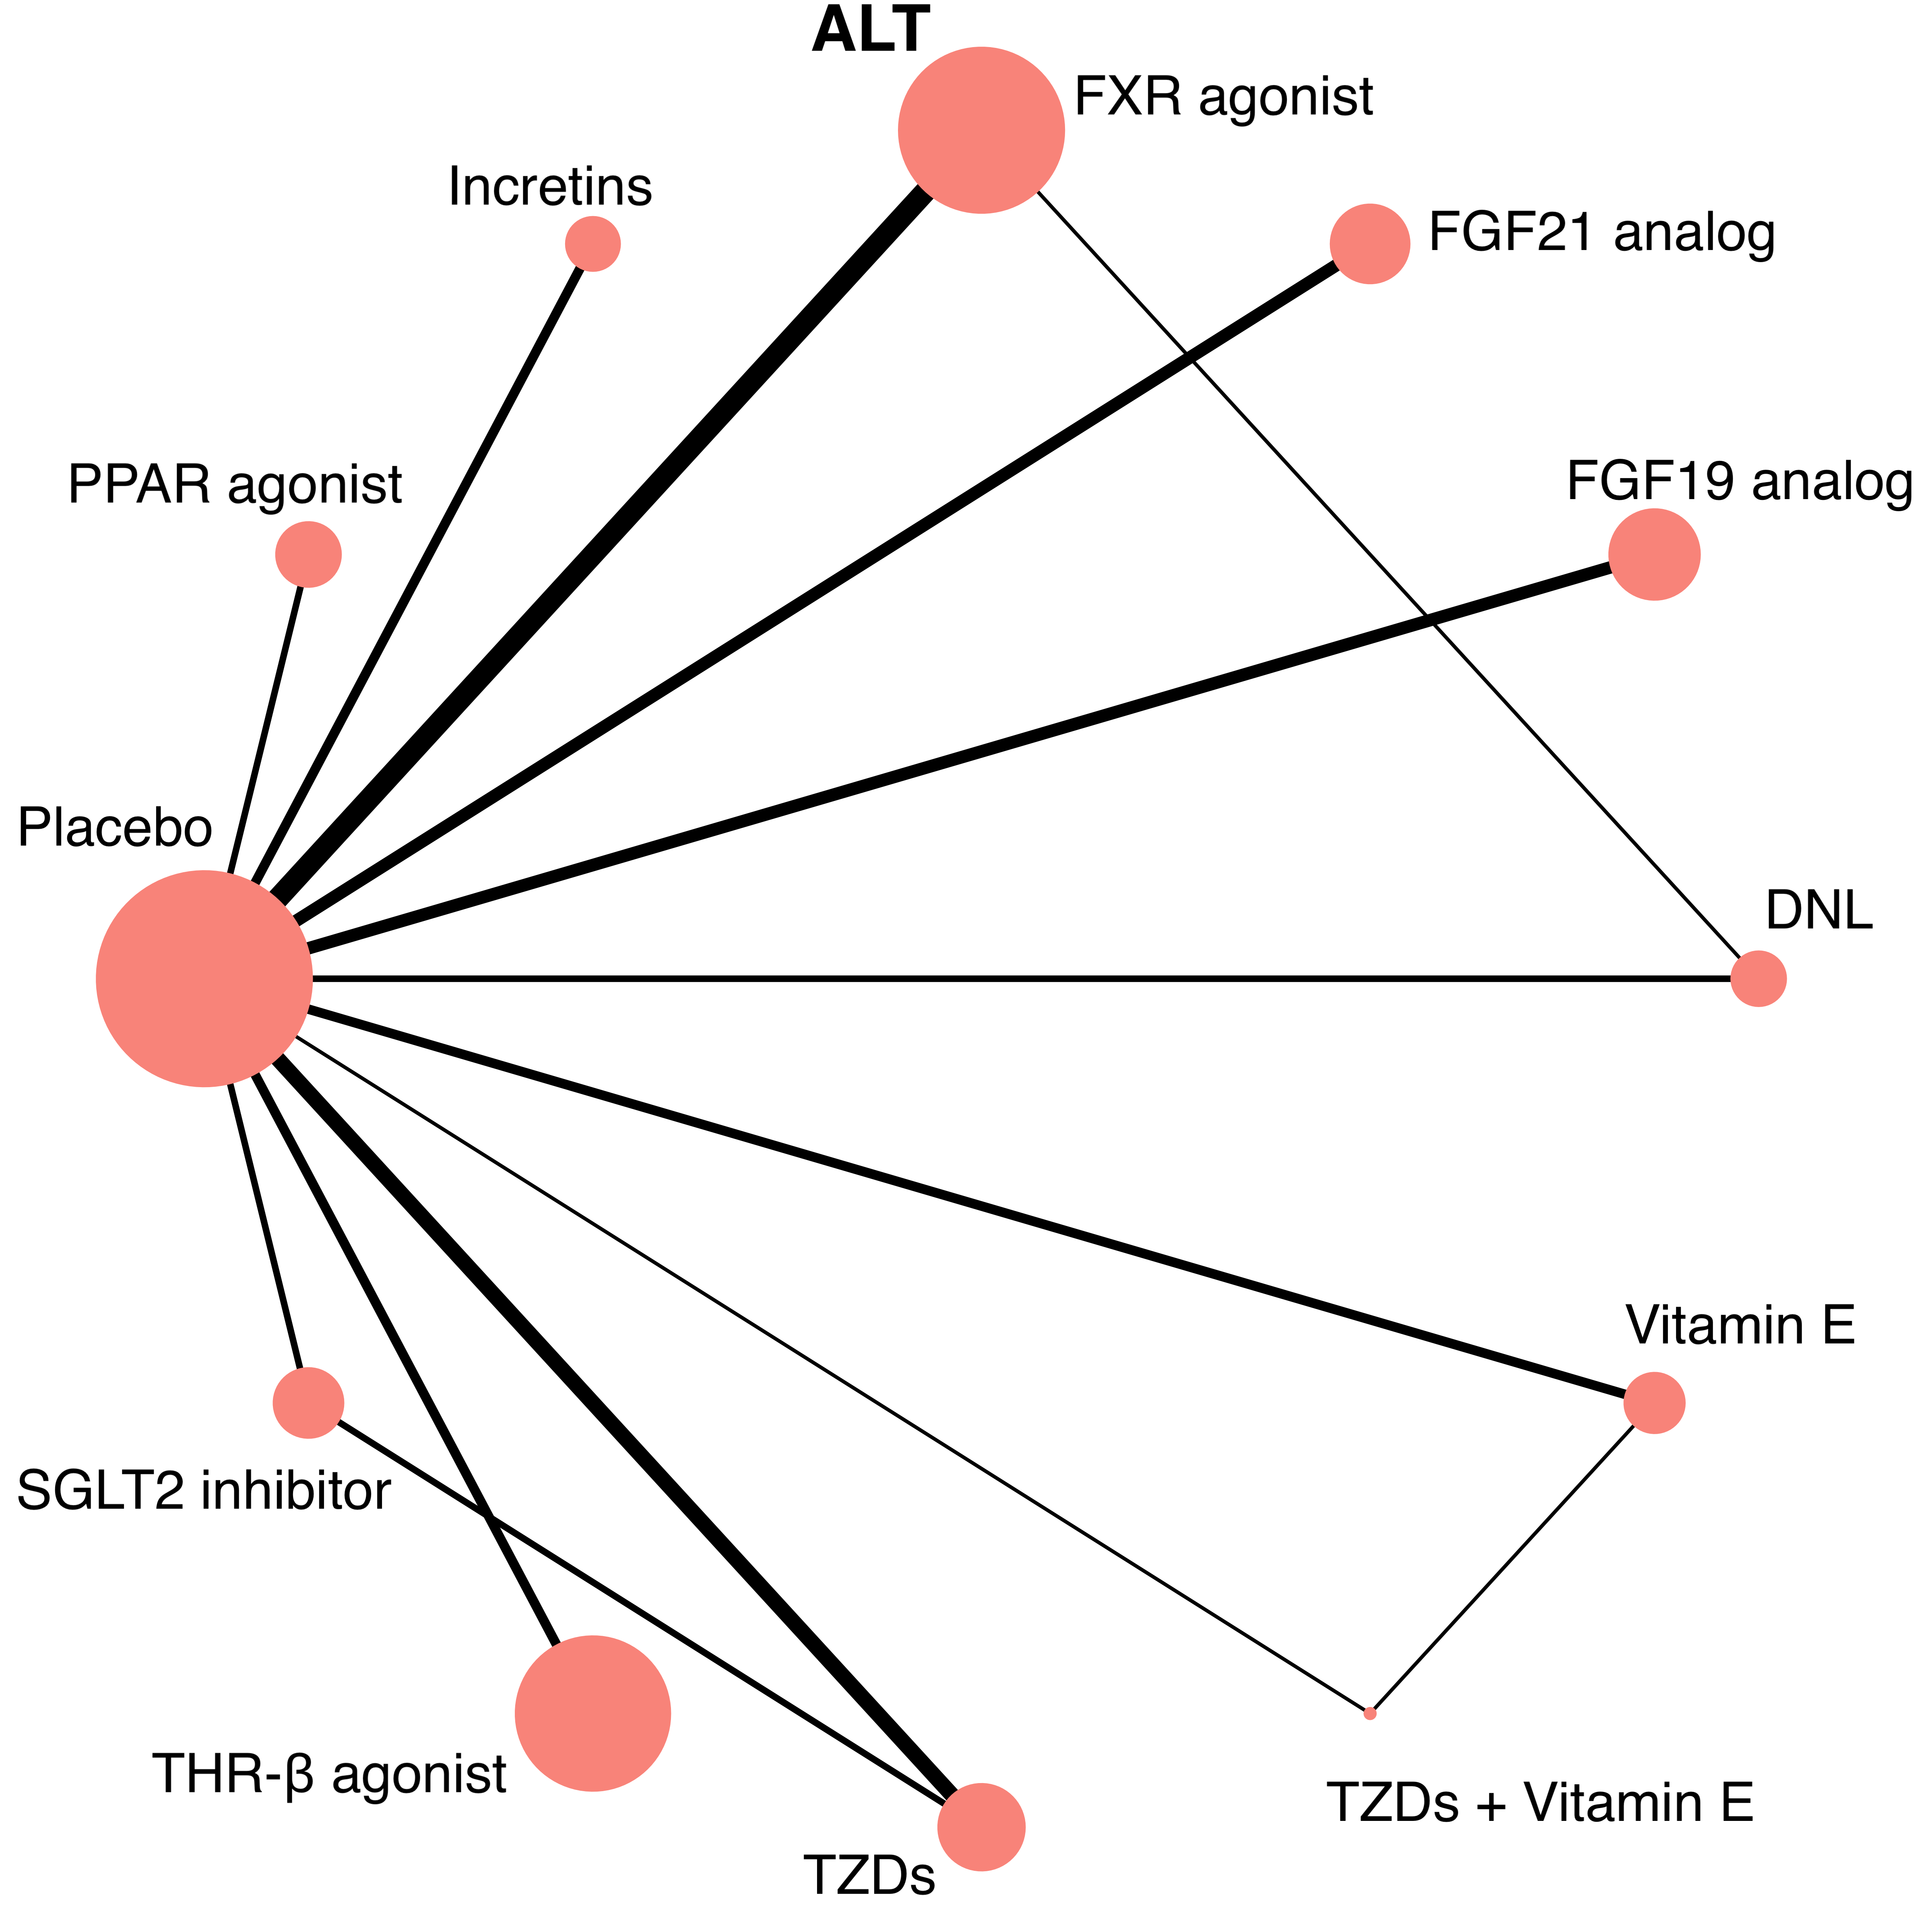 ALT
FXR agonist
Incretins
FGF21 analog
PPAR agonist
FGF19 analog
Placebo
DNL
Vitamin E
SGLT2 inhibitor
THR-β agonist
TZDs + Vitamin E
TZDs